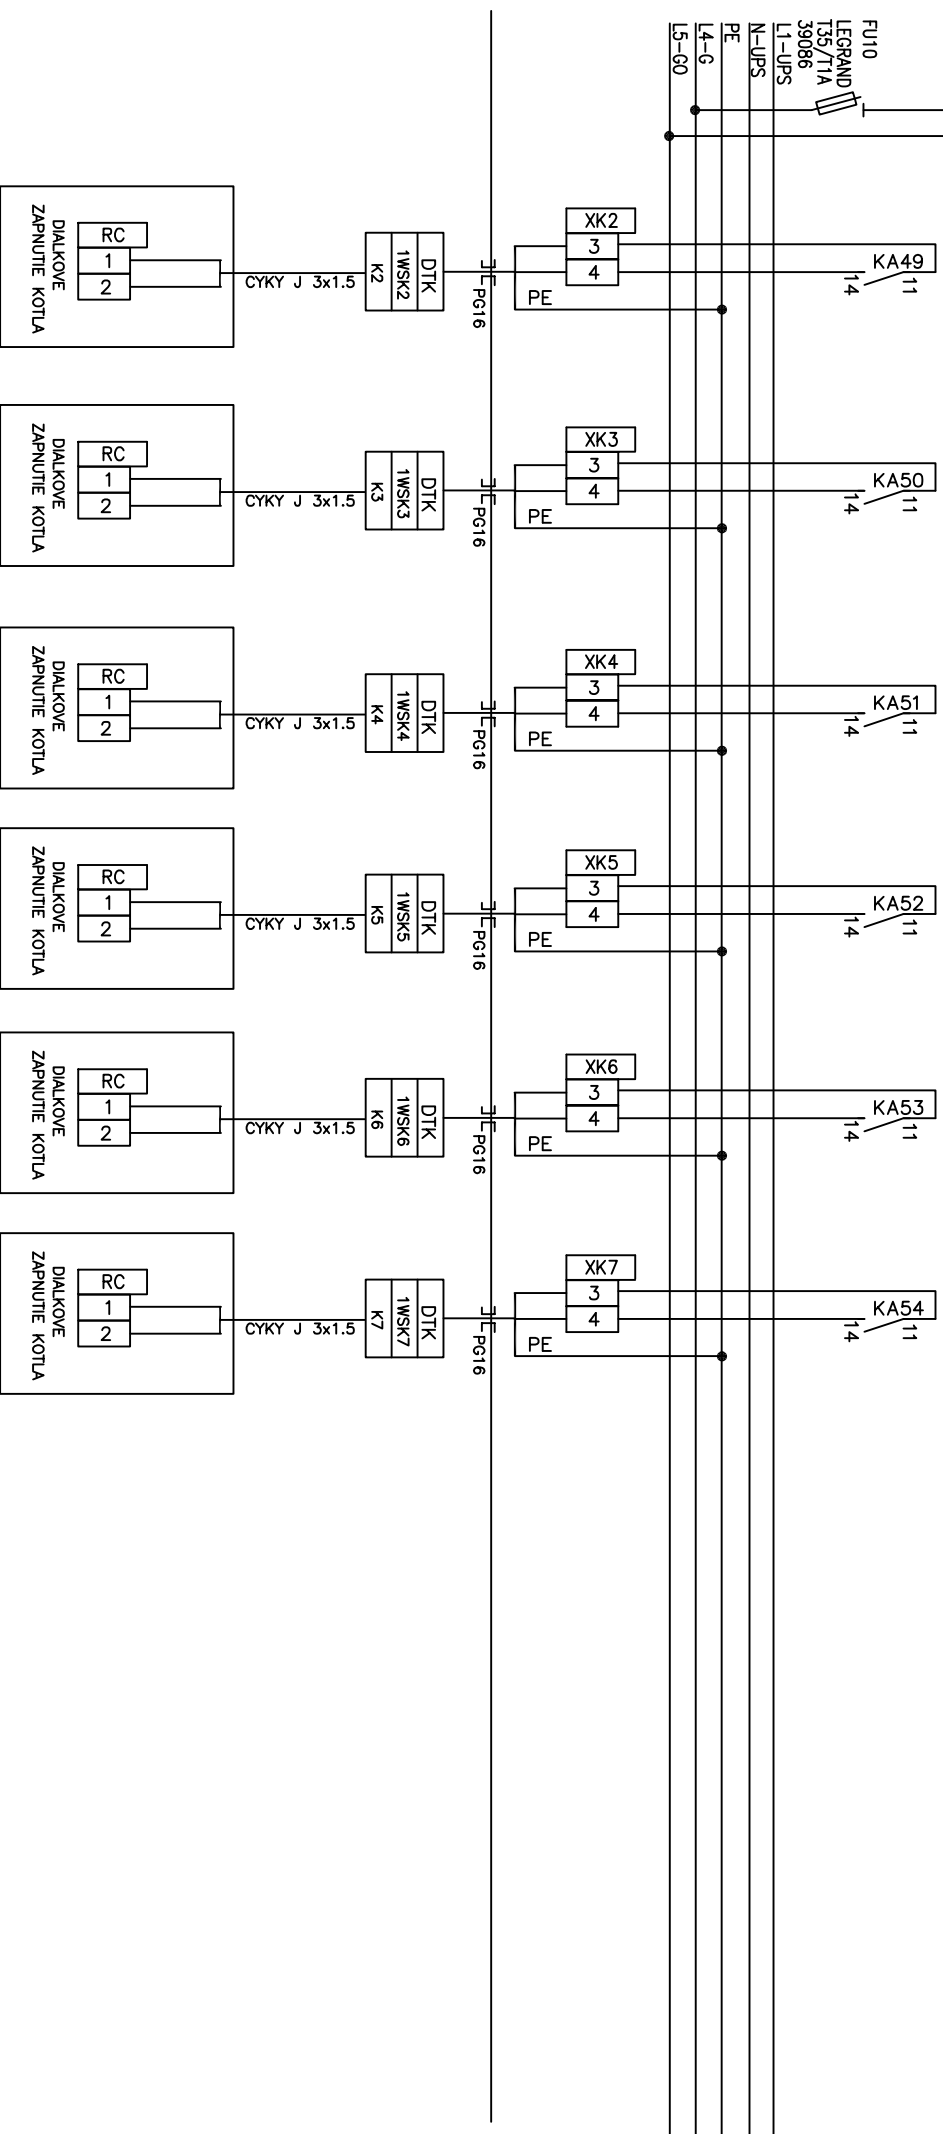 FU10
LEGRAND
T35/T1A
39086
L1-UPS
N-UPS
PE
L4-G
L5-GO
KA49
11
14
XK2
3
4
PE
PG16
DTK
1WSK2
K2
CYKY J 3x1.5
RC
1
2
DIALKOVE
ZAPNUTIE KOTLA
KA50
11
14
XK3
3
4
PE
PG16
DTK
1WSK3
K3
CYKY J 3x1.5
RC
1
2
DIALKOVE
ZAPNUTIE KOTLA
KA51
11
14
XK4
3
4
PE
PG16
DTK
1WSK4
K4
CYKY J 3x1.5
RC
1
2
DIALKOVE
ZAPNUTIE KOTLA
KA52
11
14
XK5
3
4
PE
PG16
DTK
1WSK5
K5
CYKY J 3x1.5
RC
1
2
DIALKOVE
ZAPNUTIE KOTLA
KA53
11
14
XK6
3
4
PE
PG16
DTK
1WSK6
K6
CYKY J 3x1.5
RC
1
2
DIALKOVE
ZAPNUTIE KOTLA
KA54
11
14
XK7
3
4
PE
PG16
DTK
1WSK7
K7
CYKY J 3x1.5
RC
1
2
DIALKOVE
ZAPNUTIE KOTLA